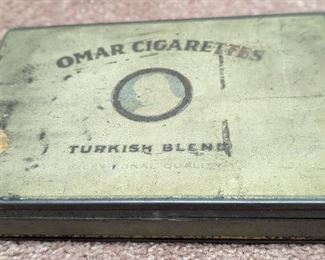 OMAR CIGARETTES
TURKISH BLEND
QUALITY